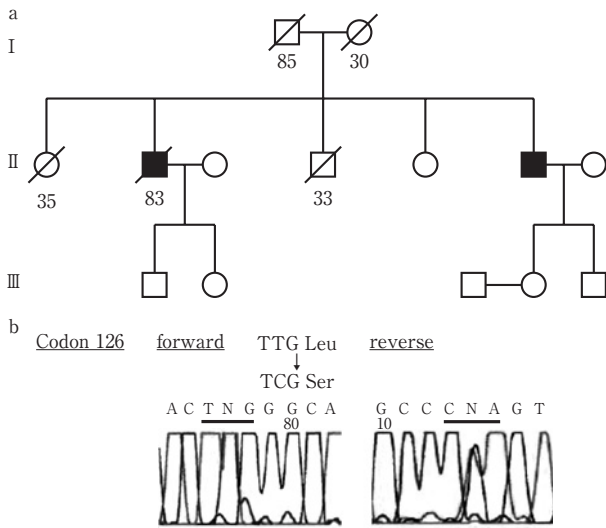 a
I
85 30
II
35 83 33
III
b
Codon 126 forward TTG Leu reverse
TCG Ser
A C T N G G G C A G C C C N A G T
80 10